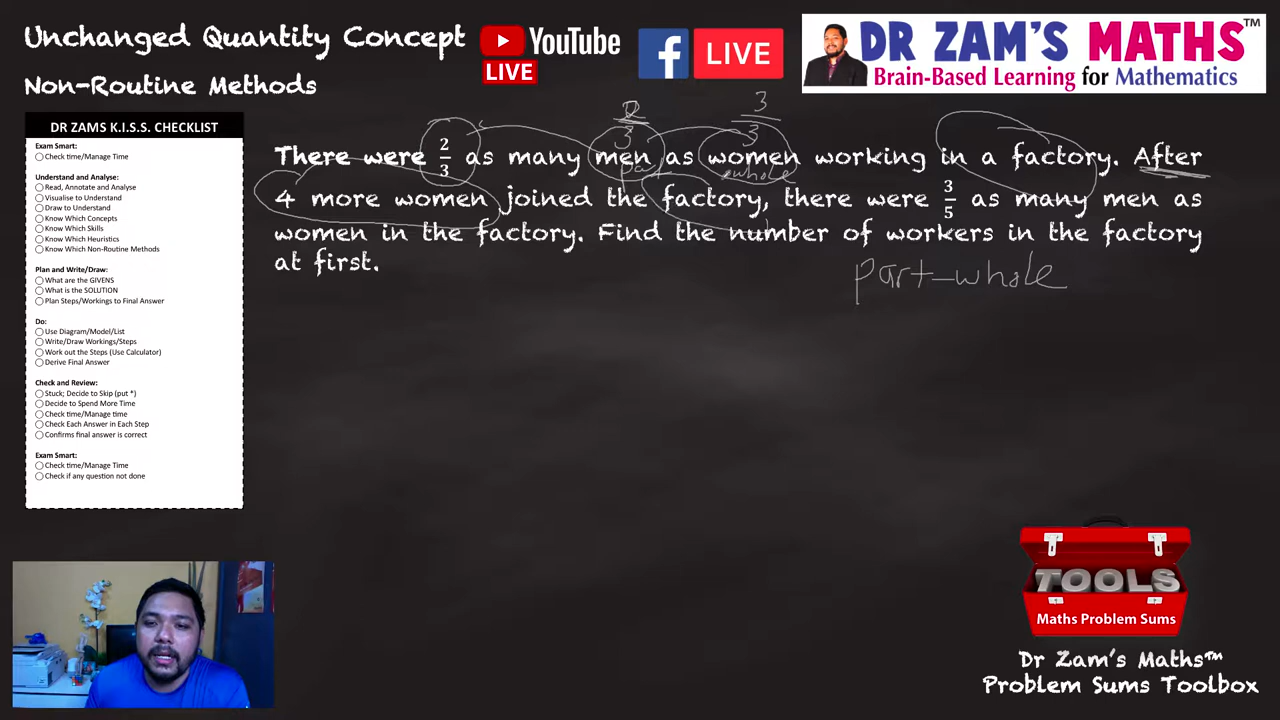 Unchanged Quantity Concept
Non-Routine Methods
YouTube
LIVE
f LIVE
DR ZAM'S MATHS™
Brain-Based Learning for Mathematics
DR ZAMS K.I.S.S. CHECKLIST
Exam Smart:
Check time/Manage Time
Understand and Analyse:
Read, Annotate and Analyse
Visualise to Understand
Draw to Understand
Know Which Concepts
Know Which Skills
Know Which Heuristics
Know Which Non-Routine Methods
Plan and Write/Draw:
What are the GIVENS
What is the SOLUTION
Plan Steps/Workings to Final Answer
Do:
Use Diagram/Model/List
Write/Draw Workings/Steps
Work out the Steps (Use Calculator)
Derive Final Answer
Check and Review:
Stuck; Decide to Skip (put *)
Decide to Spend More Time
Check time/Manage time
Check Each Answer in Each Step
Confirms final answer is correct
Exam Smart:
Check time/Manage Time
Check if any question not done
2/3 3/3
There were 2/3 as many men as women working in a factory. After
part whole
4 more women joined the factory, there were 3/5 as many men as
women in the factory. Find the number of workers in the factory
at first.
part-whole
TOOLS
Maths Problem Sums
Dr Zam's Maths™
Problem Sums Toolbox